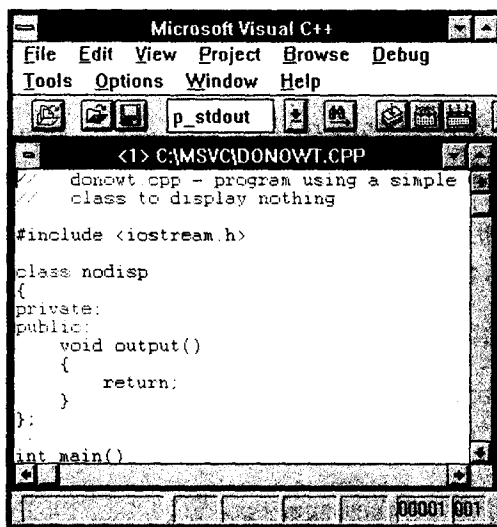 Microsoft Visual C++
File Edit View Project Browse Debug
Tools Options Window Help
p_stdout
<1> C:\MSVC\DONOWT.CPP
// donowt.cpp - program using a simple
// class to display nothing
#include <iostream.h>
class nodisp
{
private:
public:
void output()
{
return;
}
};
int main()
00001 001